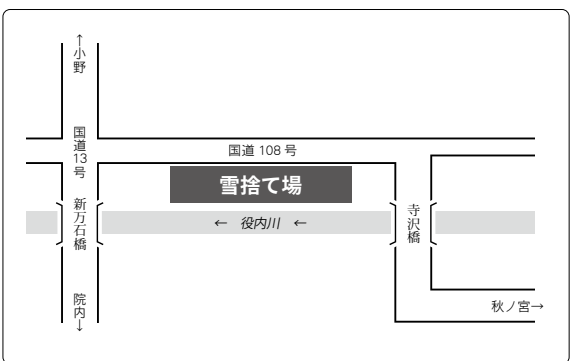 ↑小野
国道13号
国道 108 号
雪捨て場
新万石橋
← 役内川 ←
寺沢橋
院内↓
秋ノ宮→